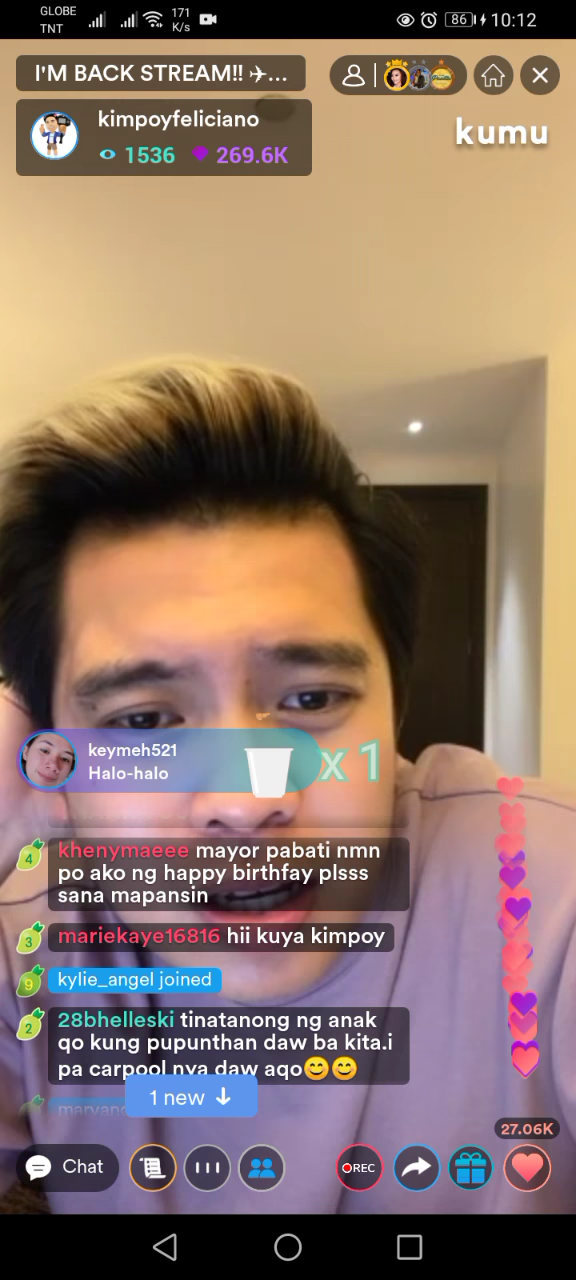 GLOBE
TNT
171
K/s
86
10:12
I'M BACK STREAM!! ✈...
kimpoyfeliciano
1536
269.6K
kumu
keymeh521
Halo-halo
x 1
4
khenymaeee mayor pabati nmn
po ako ng happy birthfay plsss
sana mapansin
3
mariekaye16816 hii kuya kimpoy
9
kylie_angel joined
2
28bhelleski tinatanong ng anak
qo kung pupunthan daw ba kita.i
pa carpool nya daw aqo😊😊
1 new ↓
27.06K
Chat
REC